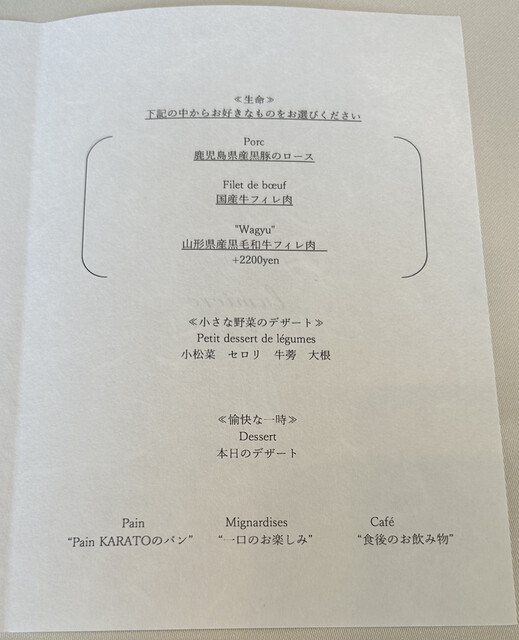 ≪生命≫
下記の中からお好きなものをお選びください
Porc
鹿児島県産黒豚のロース
Filet de bœuf
国産牛フィレ肉
"Wagyu"
山形県産黒毛和牛フィレ肉
+2200yen
≪小さな野菜のデザート≫
Petit dessert de légumes
小松菜　セロリ　牛蒡　大根
≪愉快な一時≫
Dessert
本日のデザート
Pain　Mignardises　Café
“Pain KARATOのパン”　“一口のお楽しみ”　“食後のお飲み物”